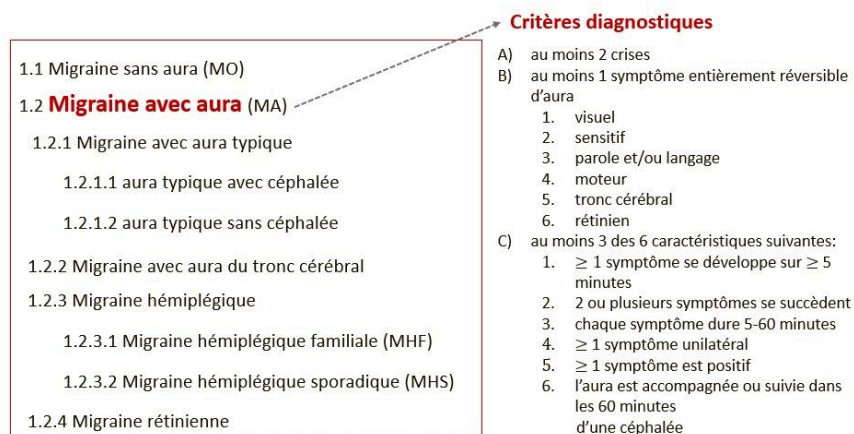 Critères diagnostiques
1.1 Migraine sans aura (MO)
1.2 Migraine avec aura (MA)
1.2.1 Migraine avec aura typique
1.2.1.1 aura typique avec céphalée
1.2.1.2 aura typique sans céphalée
1.2.2 Migraine avec aura du tronc cérébral
1.2.3 Migraine hémiplégique
1.2.3.1 Migraine hémiplégique familiale (MHF)
1.2.3.2 Migraine hémiplégique sporadique (MHS)
1.2.4 Migraine rétinienne
A) au moins 2 crises
B) au moins 1 symptôme entièrement réversible
d'aura
1. visuel
2. sensitif
3. parole et/ou langage
4. moteur
5. tronc cérébral
6. rétinien
C) au moins 3 des 6 caractéristiques suivantes:
1. ≥ 1 symptôme se développe sur ≥ 5
minutes
2. 2 ou plusieurs symptômes se succèdent
3. chaque symptôme dure 5-60 minutes
4. ≥ 1 symptôme unilatéral
5. ≥ 1 symptôme est positif
6. l'aura est accompagnée ou suivie dans
les 60 minutes
d'une céphalée